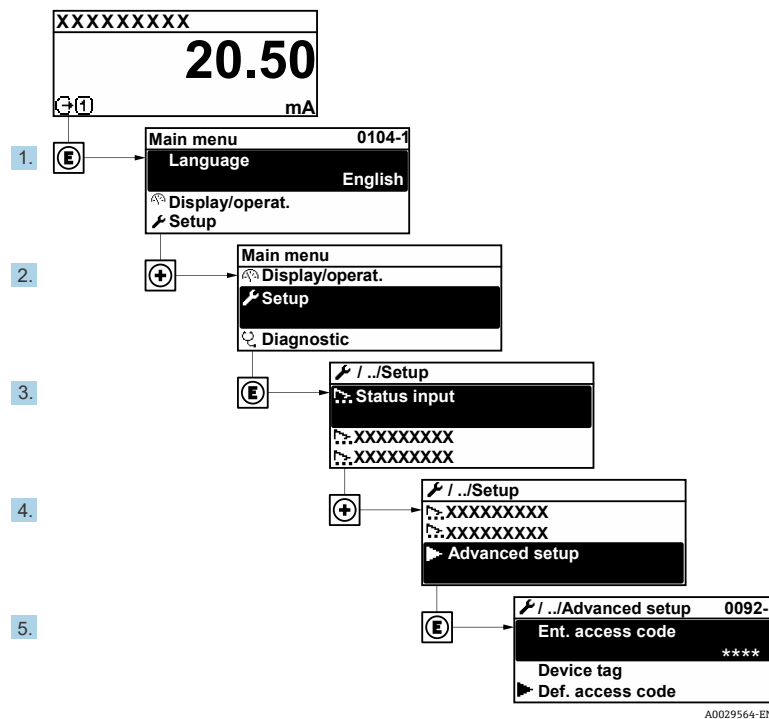 XXXXXXXXX
20.50
mA
1.
E
Main menu 0104-1
Language
English
Display/operat.
Setup
2.
+
Main menu
Display/operat.
Setup
Diagnostic
3.
E
/ ../Setup
Status input
XXXXXXXXX
XXXXXXXXX
4.
+
/ ../Setup
XXXXXXXXX
XXXXXXXXX
Advanced setup
5.
E
/ ../Advanced setup 0092-
Ent. access code
****
Device tag
Def. access code
A0029564-EN